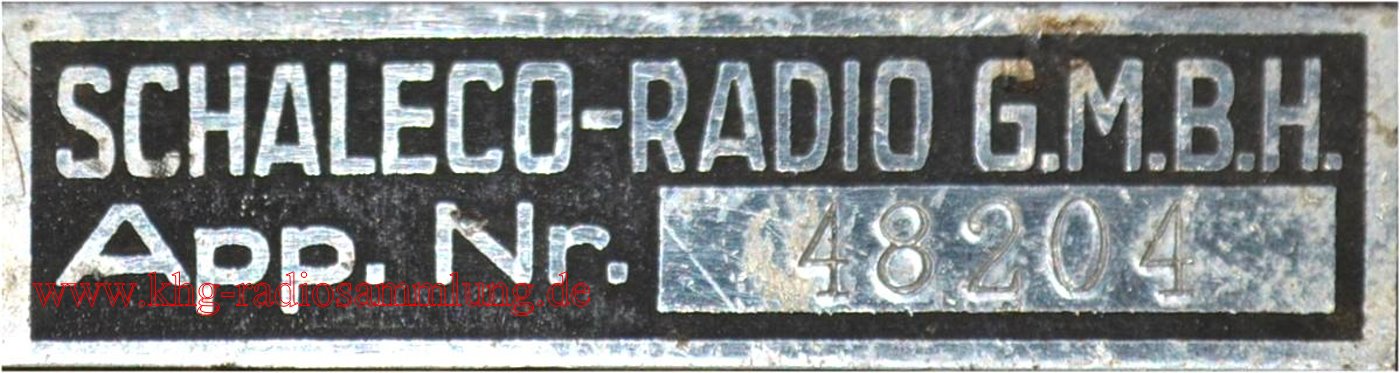 SCHALECO-RADIO G.M.B.H.
App. Nr. 48204
www.khg-radiosammlung.de